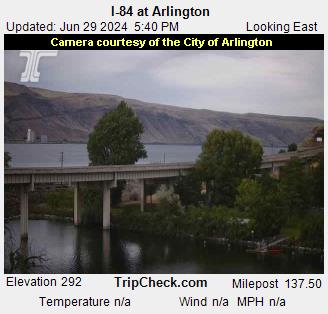 I-84 at Arlington
Updated: Jun 29 2024 5:40 PM Looking East
Camera courtesy of the City of Arlington
Elevation 292 TripCheck.com Milepost 137.50
Temperature n/a Wind n/a MPH n/a